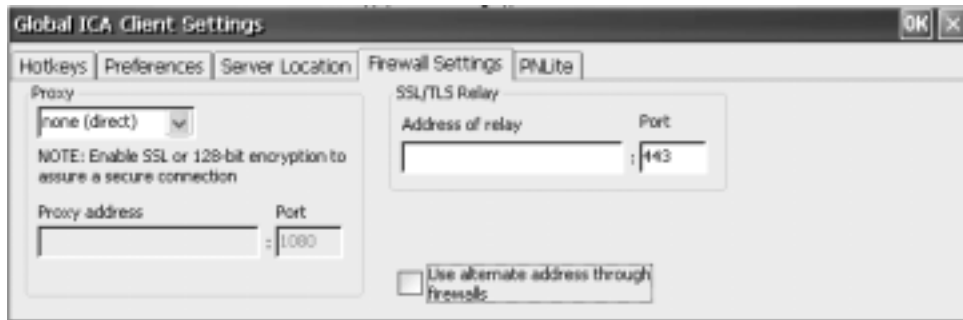 Global ICA Client Settings OK ×
Hotkeys Preferences Server Location Firewall Settings PNLite
Proxy
none (direct)
NOTE: Enable SSL or 128-bit encryption to
assure a secure connection
Proxy address Port
: 1080
SSL/TLS Relay
Address of relay Port
: 443
Use alternate address through
firewalls